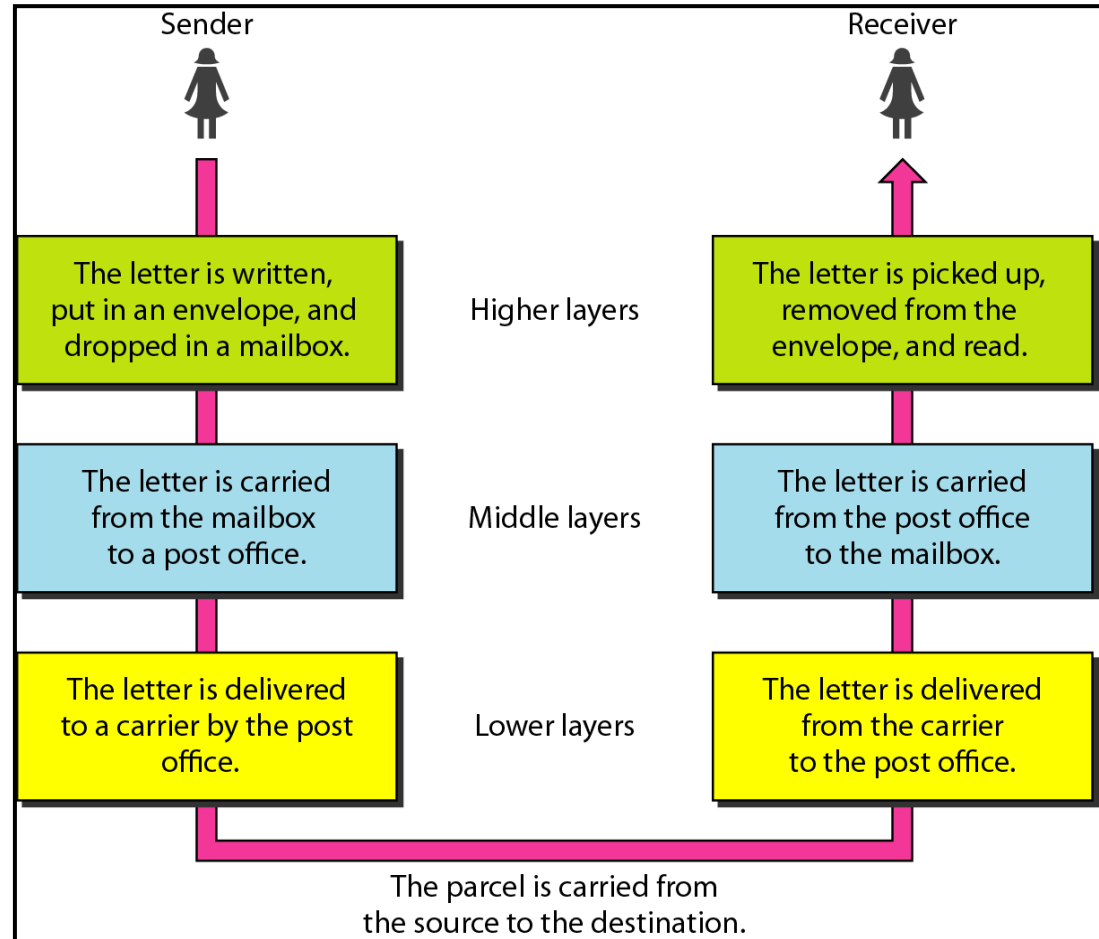 Sender
Receiver
The letter is written,
put in an envelope, and
dropped in a mailbox.
Higher layers
The letter is picked up,
removed from the
envelope, and read.
The letter is carried
from the mailbox
to a post office.
Middle layers
The letter is carried
from the post office
to the mailbox.
The letter is delivered
to a carrier by the post
office.
Lower layers
The letter is delivered
from the carrier
to the post office.
The parcel is carried from
the source to the destination.